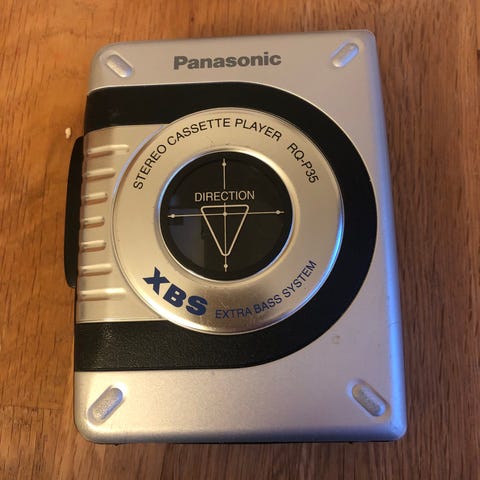 Panasonic
STEREO CASSETTE PLAYER RQ-P35
DIRECTION
XBS EXTRA BASS SYSTEM